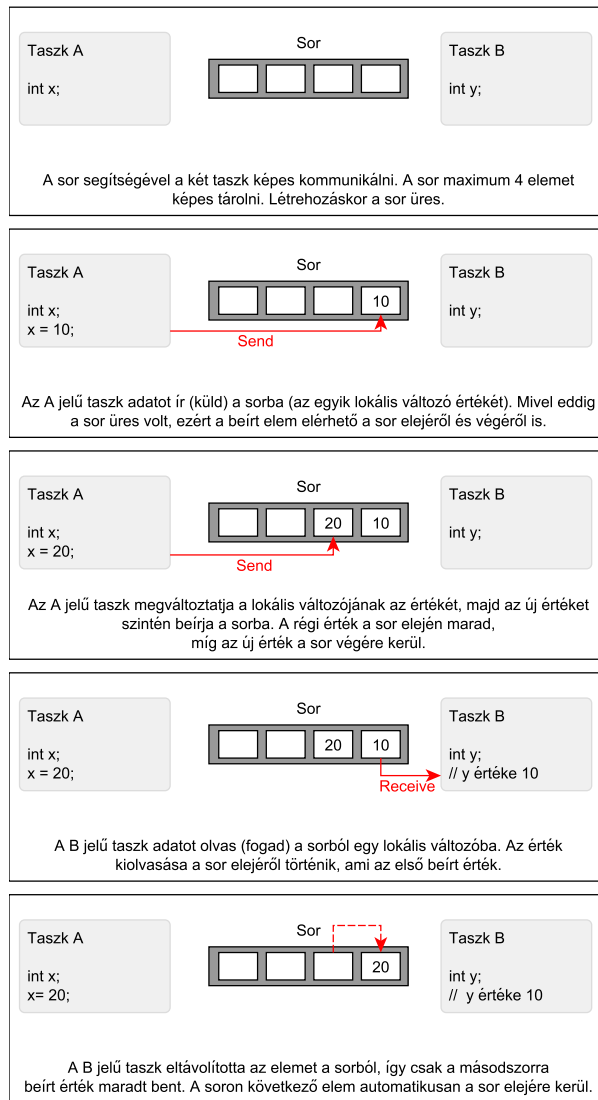 Taszk A
int x;
Sor
Taszk B
int y;
A sor segítségével a két taszk képes kommunikálni. A sor maximum 4 elemet
képes tárolni. Létrehozáskor a sor üres.
Taszk A
int x;
x = 10;
Sor
10
Send
Taszk B
int y;
Az A jelű taszk adatot ír (küld) a sorba (az egyik lokális változó értékét). Mivel eddig
a sor üres volt, ezért a beírt elem elérhető a sor elejéről és végéről is.
Taszk A
int x;
x = 20;
Sor
20 10
Send
Taszk B
int y;
Az A jelű taszk megváltoztatja a lokális változójának az értékét, majd az új értéket
szintén beírja a sorba. A régi érték a sor elején marad,
míg az új érték a sor végére kerül.
Taszk A
int x;
x = 20;
Sor
20 10
Receive
Taszk B
int y;
// y értéke 10
A B jelű taszk adatot olvas (fogad) a sorból egy lokális változóba. Az érték
kiolvasása a sor elejéről történik, ami az első beírt érték.
Taszk A
int x;
x= 20;
Sor
20
Taszk B
int y;
// y értéke 10
A B jelű taszk eltávolította az elemet a sorból, így csak a másodszorra
beírt érték maradt bent. A soron következő elem automatikusan a sor elejére kerül.